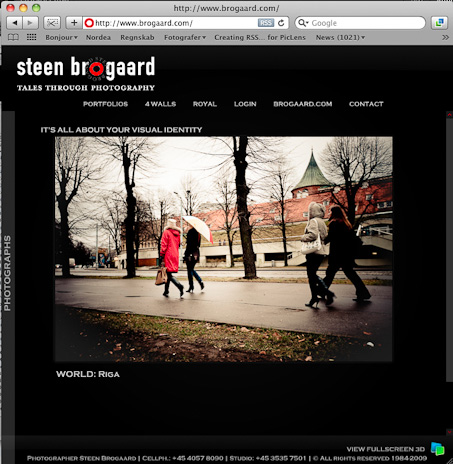 http://www.brogaard.com/
http://www.brogaard.com/ RSS Google
Bonjour Nordea Regnskab Fotografer Creating RSS... for PicLens News (1021)
steen brogaard
TALES THROUGH PHOTOGRAPHY
PORTFOLIOS 4 WALLS ROYAL LOGIN BROGAARD.COM CONTACT
IT'S ALL ABOUT YOUR VISUAL IDENTITY
PHOTOGRAPHS
WORLD: RIGA
VIEW FULLSCREEN 3D
PHOTOGRAPHER STEEN BROGAARD | CELLPH.: +45 4057 8090 | STUDIO: +45 3535 7501 | © ALL RIGHTS RESERVED 1984-2009